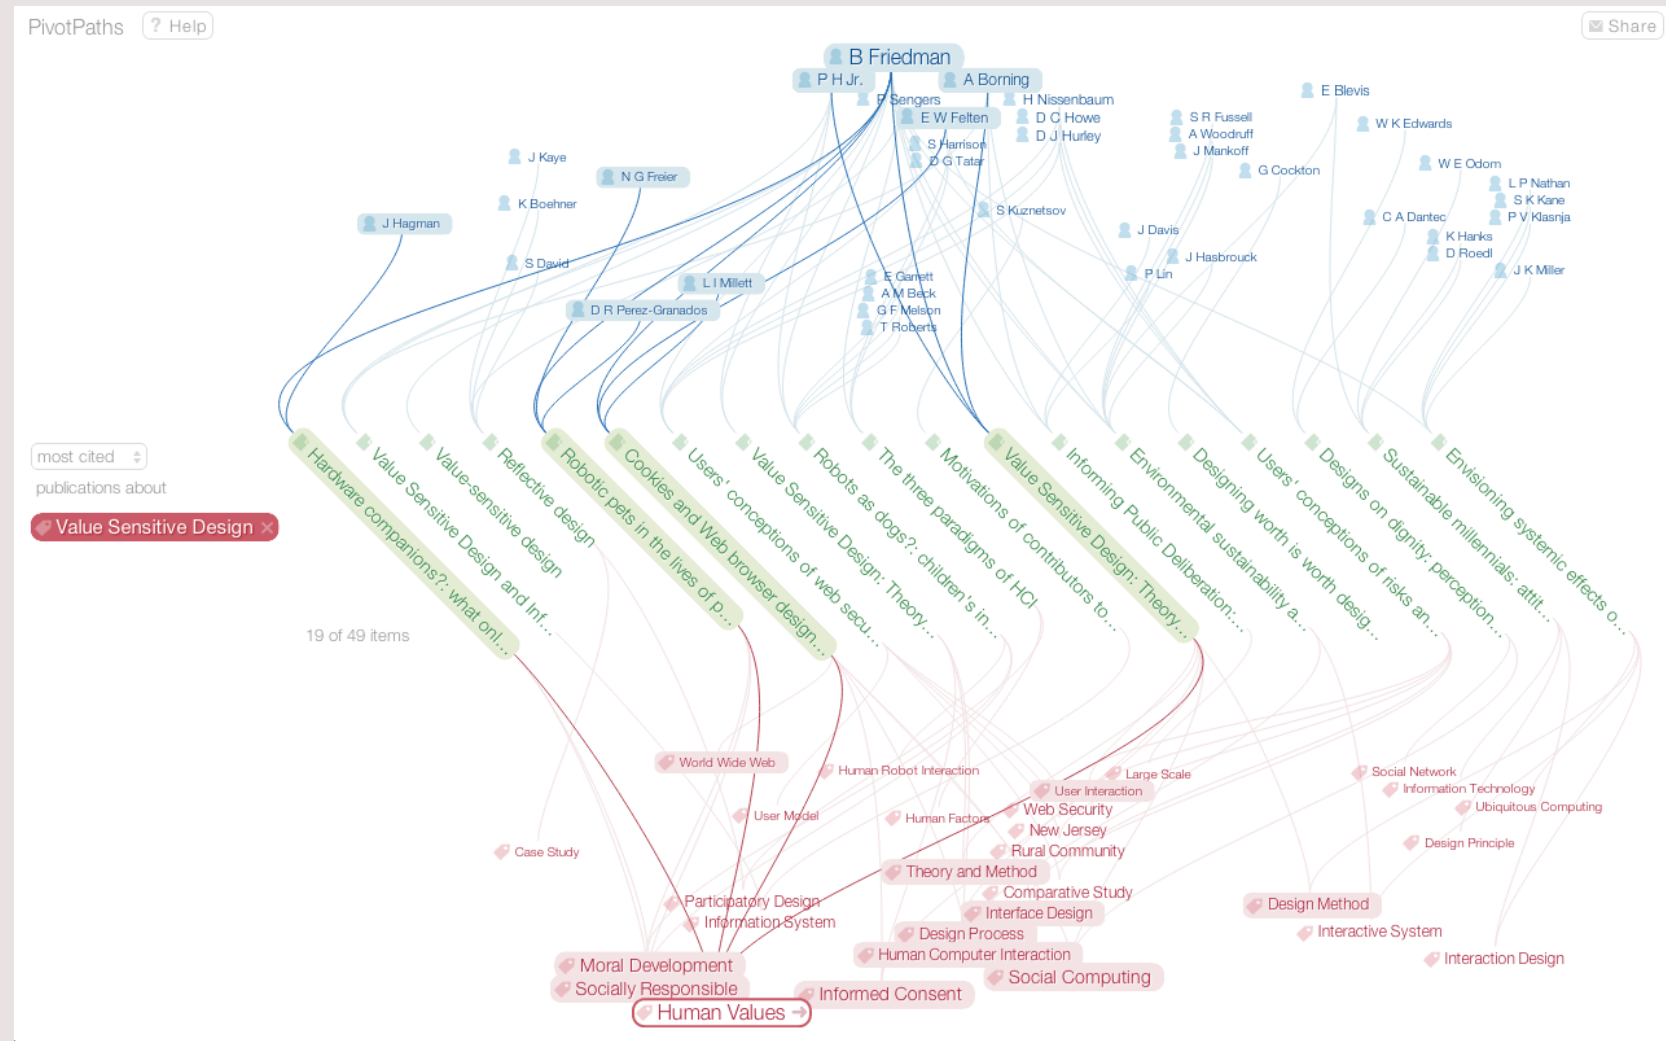 PivotPaths
? Help
Share
B Friedman
P H Jr.
A Borning
P Sengers
H Nissenbaum
E W Felten
D C Howe
D J Hurley
S Harrison
D G Tatar
E Blevis
S R Fussell
A Woodruff
J Mankoff
W K Edwards
G Cockton
W E Odom
J Kaye
N G Freier
L P Nathan
S K Kane
P V Klasnja
K Boehner
S Kuznetsov
C A Dantec
J Hagman
J Davis
K Hanks
D Roedl
S David
J Hasbrouck
P Lin
J K Miller
L I Millett
E Garrett
A M Beck
G F Melson
T Roberts
D R Perez-Granados
most cited
publications about
Value Sensitive Design ×
19 of 49 items
Hardware companions?: what onl...
Value Sensitive Design and Inf...
Value-sensitive design
Reflective design
Robotic pets in the lives of p...
Cookies and Web browser design...
Users' conceptions of web secu...
Value Sensitive Design: Theory...
Robots as dogs?: children's in...
The three paradigms of HCI
Motivations of contributors to...
Value Sensitive Design: Theory...
Informing Public Deliberation:...
Environmental sustainability a...
Designing worth is worth desig...
Users' conceptions of risks an...
Designs on dignity: perception...
Sustainable millennials: attit...
Envisioning systemic effects o...
World Wide Web
Human Robot Interaction
Large Scale
Social Network
User Interaction
Information Technology
Web Security
Ubiquitous Computing
User Model
Human Factors
New Jersey
Design Principle
Case Study
Rural Community
Theory and Method
Comparative Study
Participatory Design
Interface Design
Design Method
Information System
Design Process
Interactive System
Human Computer Interaction
Interaction Design
Moral Development
Social Computing
Socially Responsible
Informed Consent
Human Values